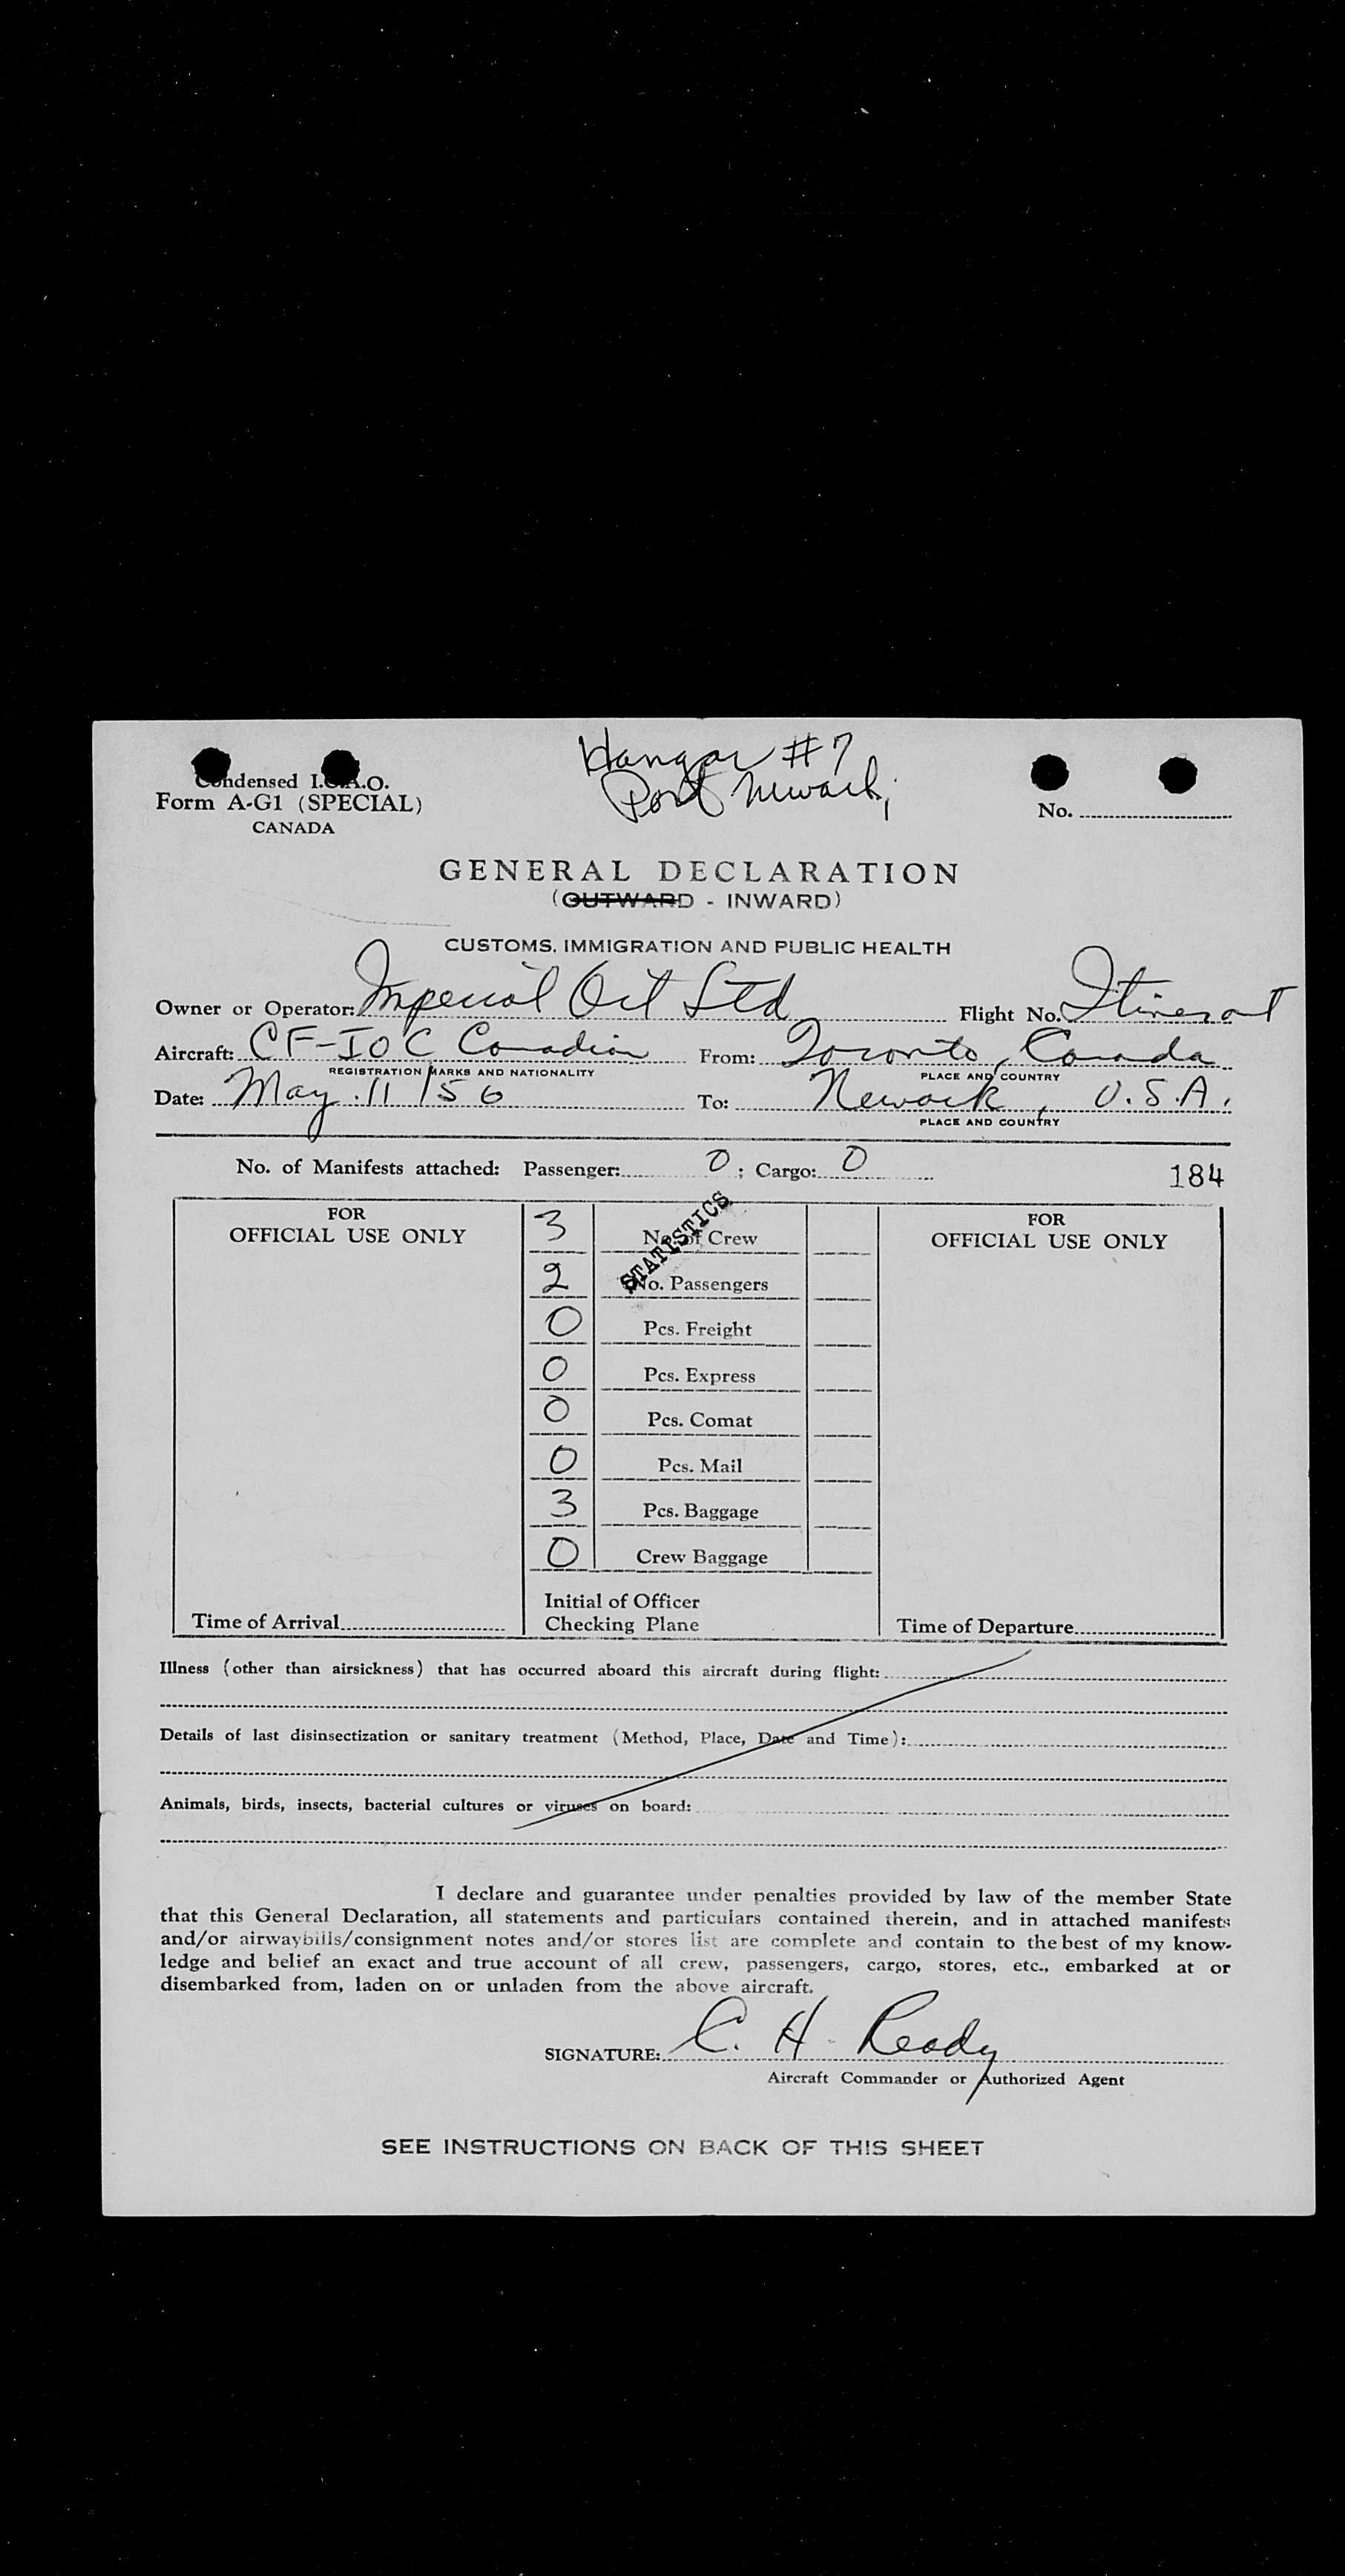 Hangar #7
Port Newark,
Condensed I.C.A.O.
Form A-G1 (SPECIAL)
CANADA
No.
GENERAL DECLARATION
(OUTWARD - INWARD)
CUSTOMS, IMMIGRATION AND PUBLIC HEALTH
Owner or Operator: Imperial Oil Ltd Flight No. Itinerant
Aircraft: CF-IOC Canadian From: Toronto, Canada
REGISTRATION MARKS AND NATIONALITY PLACE AND COUNTRY
Date: May 11/56 To: Newark, U.S.A.
PLACE AND COUNTRY
No. of Manifests attached: Passenger: 0 ; Cargo: 0
184
FOR
OFFICIAL USE ONLY
Time of Arrival
STATISTICS
3 No. of Crew
2 No. Passengers
0 Pcs. Freight
0 Pcs. Express
0 Pcs. Comat
0 Pcs. Mail
3 Pcs. Baggage
0 Crew Baggage
Initial of Officer
Checking Plane
FOR
OFFICIAL USE ONLY
Time of Departure
Illness (other than airsickness) that has occurred aboard this aircraft during flight:
Details of last disinsectization or sanitary treatment (Method, Place, Date and Time):
Animals, birds, insects, bacterial cultures or viruses on board:
I declare and guarantee under penalties provided by law of the member State
that this General Declaration, all statements and particulars contained therein, and in attached manifests
and/or airwaybills/consignment notes and/or stores list are complete and contain to the best of my know-
ledge and belief an exact and true account of all crew, passengers, cargo, stores, etc., embarked at or
disembarked from, laden on or unladen from the above aircraft.
SIGNATURE: C. H. Ready
Aircraft Commander or Authorized Agent
SEE INSTRUCTIONS ON BACK OF THIS SHEET